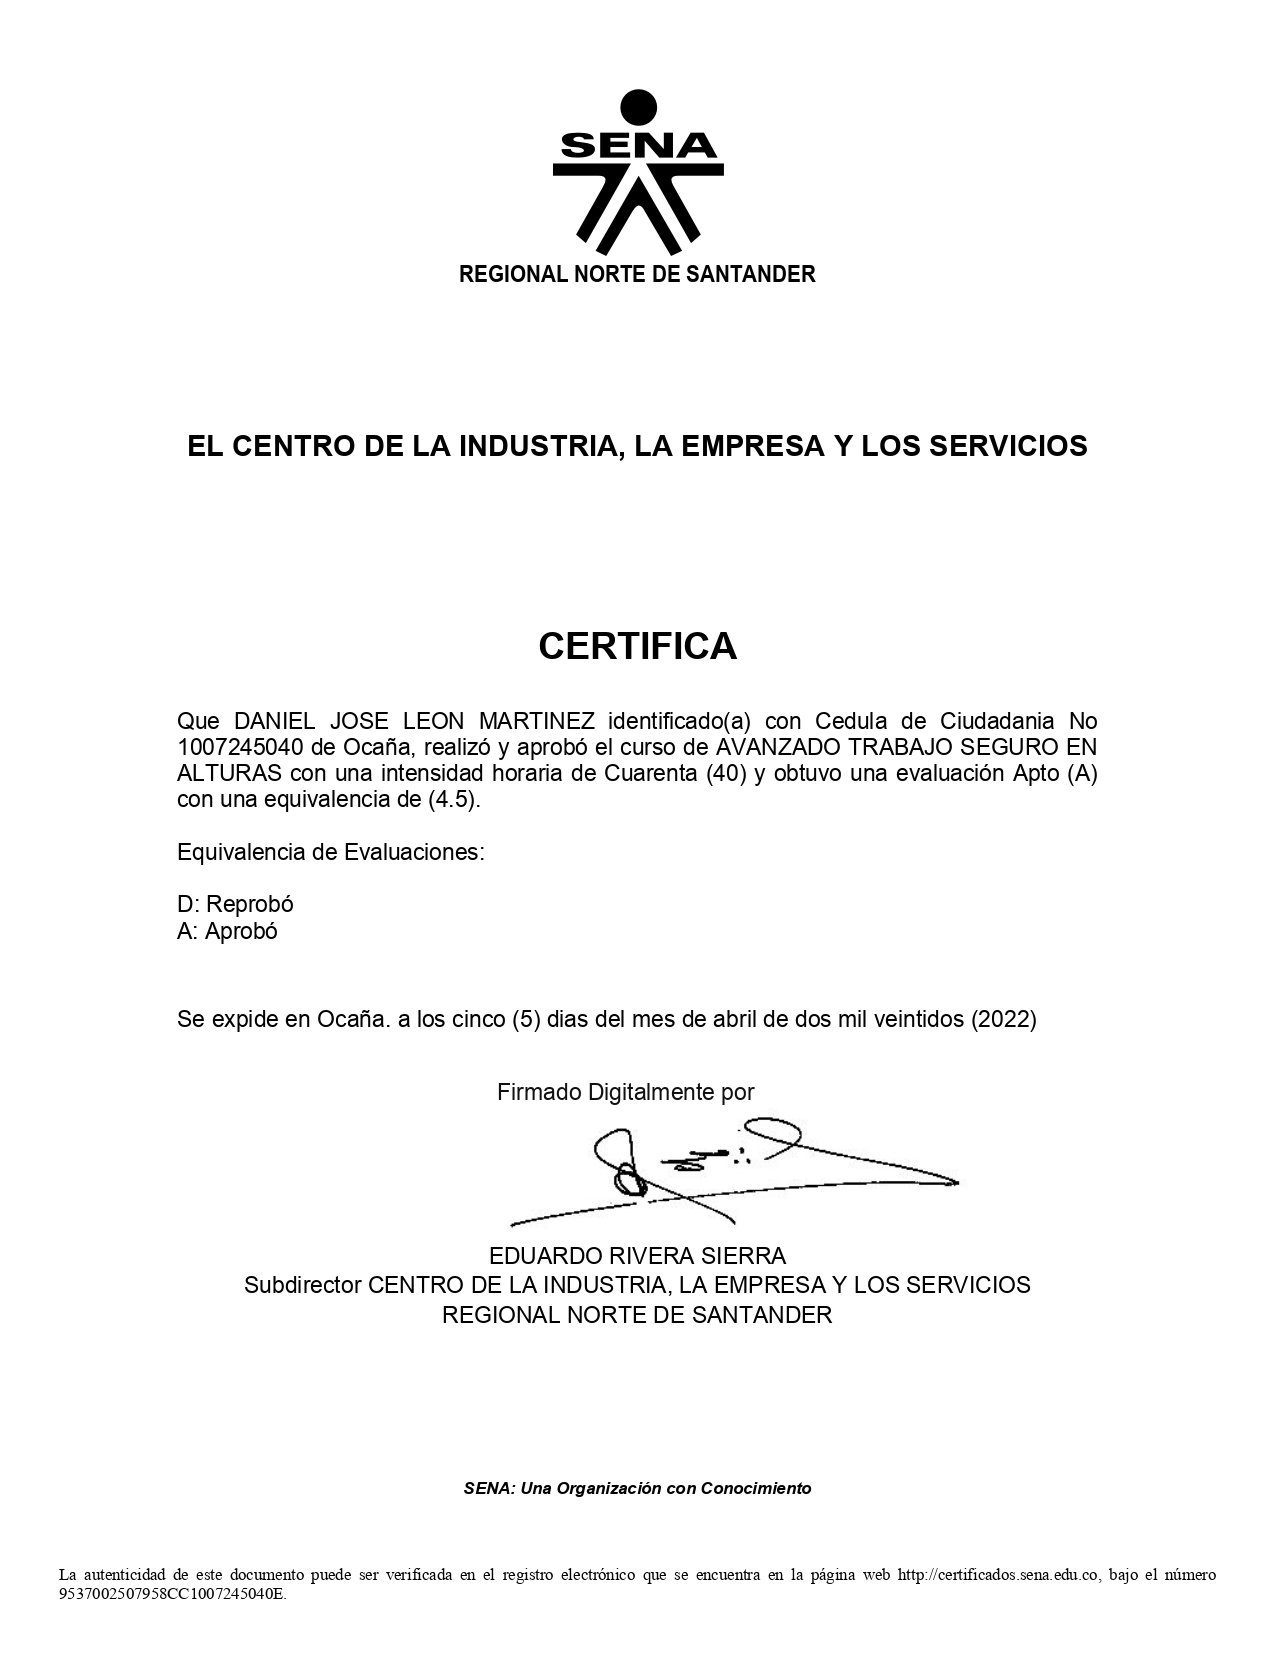 SENA
REGIONAL NORTE DE SANTANDER
EL CENTRO DE LA INDUSTRIA, LA EMPRESA Y LOS SERVICIOS
CERTIFICA
Que DANIEL JOSE LEON MARTINEZ identificado(a) con Cedula de Ciudadania No
1007245040 de Ocaña, realizó y aprobó el curso de AVANZADO TRABAJO SEGURO EN
ALTURAS con una intensidad horaria de Cuarenta (40) y obtuvo una evaluación Apto (A)
con una equivalencia de (4.5).
Equivalencia de Evaluaciones:
D: Reprobó
A: Aprobó
Se expide en Ocaña. a los cinco (5) dias del mes de abril de dos mil veintidos (2022)
Firmado Digitalmente por
EDUARDO RIVERA SIERRA
Subdirector CENTRO DE LA INDUSTRIA, LA EMPRESA Y LOS SERVICIOS
REGIONAL NORTE DE SANTANDER
SENA: Una Organización con Conocimiento
La autenticidad de este documento puede ser verificada en el registro electrónico que se encuentra en la página web http://certificados.sena.edu.co, bajo el número
9537002507958CC1007245040E.